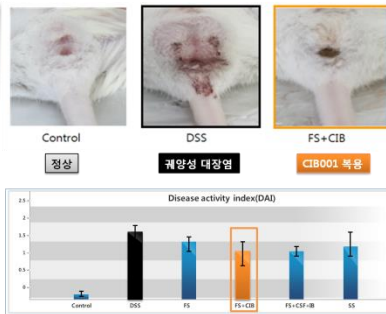 Control
DSS
FS+CIB
정상
궤양성 대장염
CIB001 복용
Disease activity index(DAI)
2.5
2
1.5
1
0.5
0
Control
DSS
FS
FS+CIB
FS+CSF+IB
SS